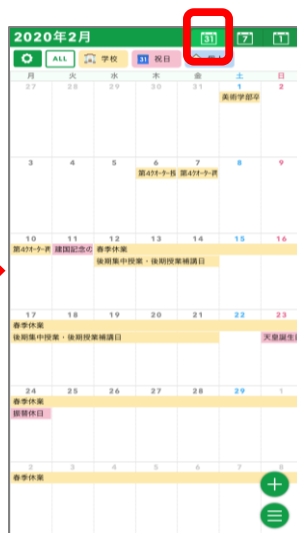 2020年2月 31 7 1
ALL 学校 31 祝日
月 火 水 木 金 土 日
27 28 29 30 31 1 2
美術学部卒
3 4 5 6 7 8 9
第4クオーター授 第4クオーター
10 11 12 13 14 15 16
第4クオーター 建国記念の 春季休業
後期集中授業・後期授業補講日
17 18 19 20 21 22 23
春季休業
後期集中授業・後期授業補講日 天皇誕生
24 25 26 27 28 29 1
春季休業
振替休日
2 3 4 5 6 7 8
春季休業